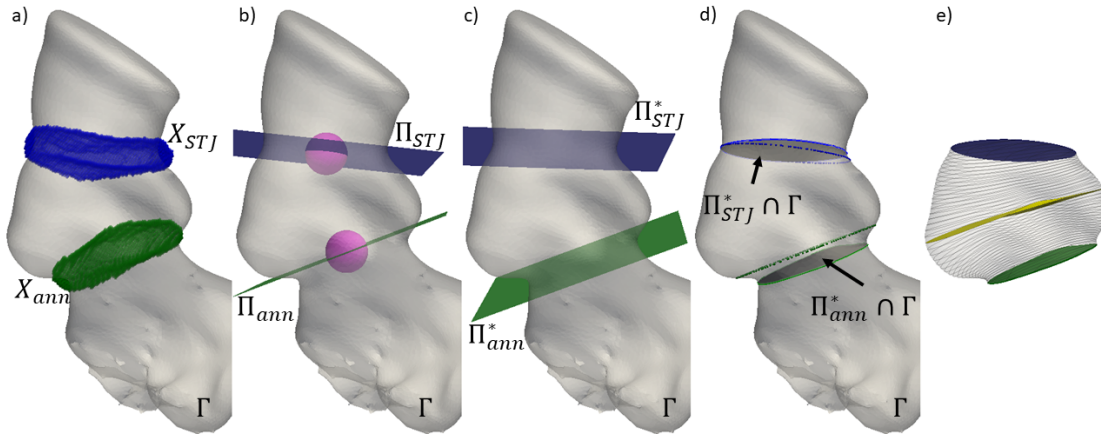 a)
X_{STJ}
X_{ann}
Γ
b)
Π_{STJ}
Π_{ann}
Γ
c)
Π^*_{STJ}
Π^*_{ann}
Γ
d)
Π^*_{STJ} ∩ Γ
Π^*_{ann} ∩ Γ
Γ
e)